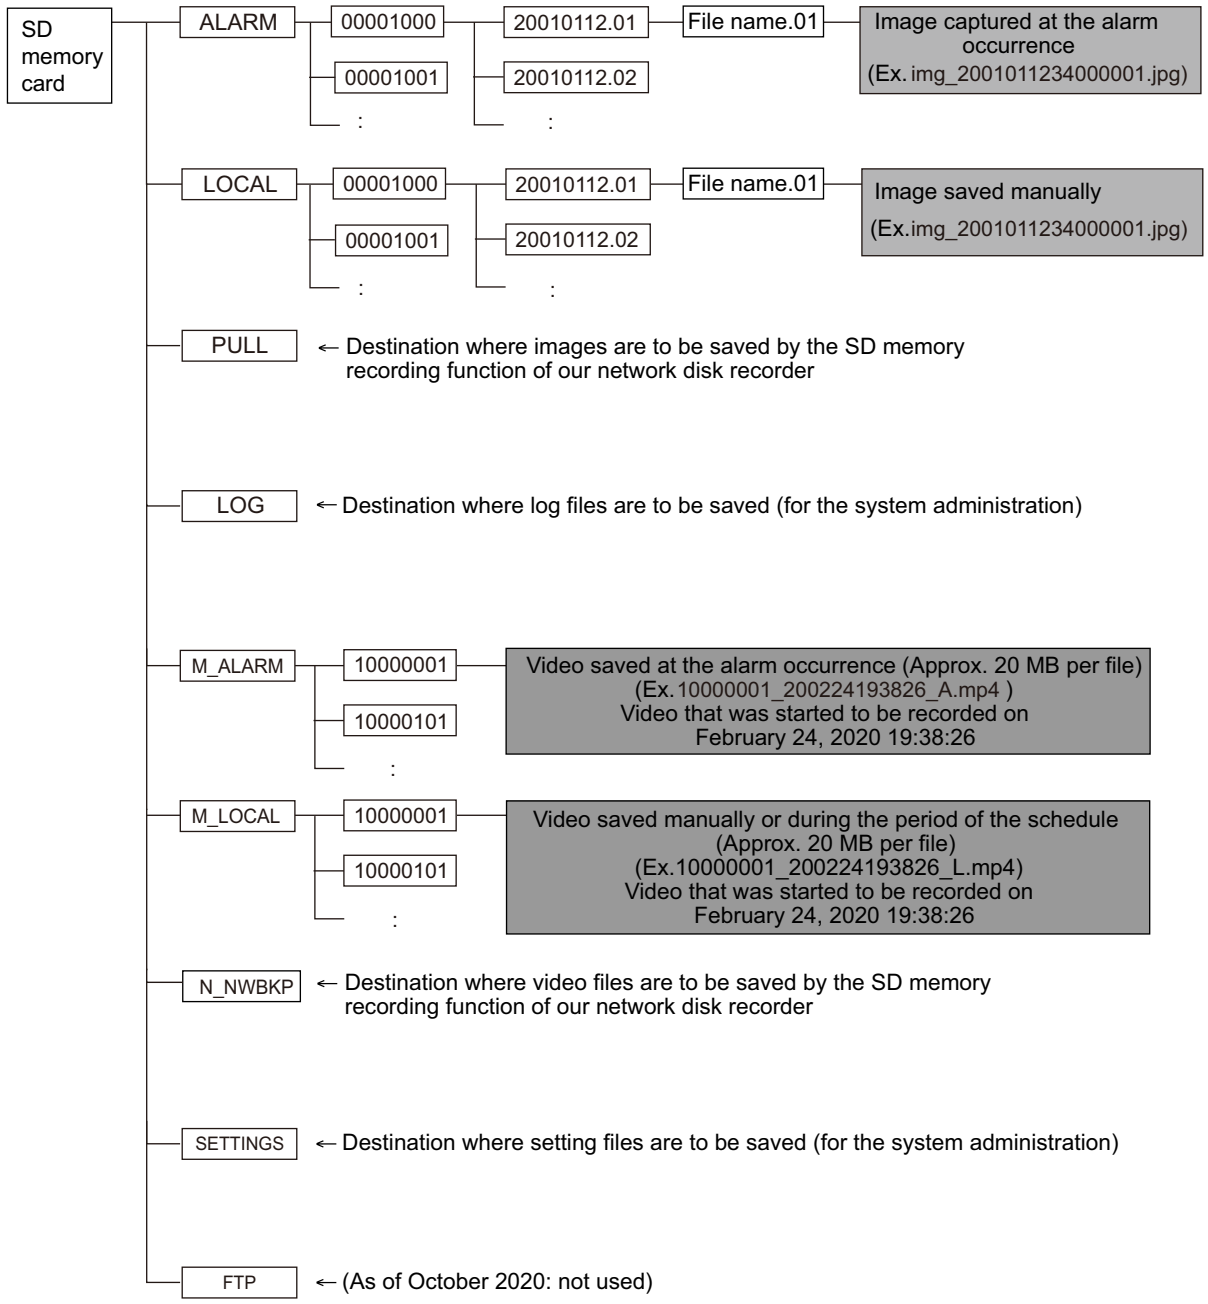 SD
memory
card
ALARM
00001000
20010112.01
File name.01
Image captured at the alarm
occurrence
(Ex. img_2001011234000001.jpg)
00001001
20010112.02
:
:
LOCAL
00001000
20010112.01
File name.01
Image saved manually
(Ex.img_2001011234000001.jpg)
00001001
20010112.02
:
:
PULL
← Destination where images are to be saved by the SD memory
recording function of our network disk recorder
LOG
← Destination where log files are to be saved (for the system administration)
M_ALARM
10000001
Video saved at the alarm occurrence (Approx. 20 MB per file)
(Ex.10000001_200224193826_A.mp4 )
Video that was started to be recorded on
February 24, 2020 19:38:26
10000101
:
M_LOCAL
10000001
Video saved manually or during the period of the schedule
(Approx. 20 MB per file)
(Ex.10000001_200224193826_L.mp4)
Video that was started to be recorded on
February 24, 2020 19:38:26
10000101
:
N_NWBKP
← Destination where video files are to be saved by the SD memory
recording function of our network disk recorder
SETTINGS
← Destination where setting files are to be saved (for the system administration)
FTP
← (As of October 2020: not used)